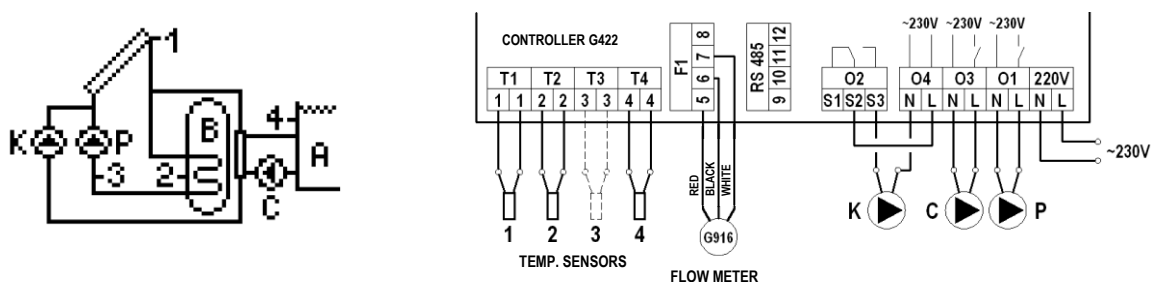 1
4
B
K
P
A
3
2
C
CONTROLLER G422
T1 T2 T3 T4
1 1 2 2 3 3 4 4
F1
8
7
6
5
RS 485
12
11
10
9
~230V ~230V ~230V
O2 O4 O3 O1 220V
S1 S2 S3 N L N L N L N L
~230V
RED
BLACK
WHITE
1 2 3 4
G916
K C P
TEMP. SENSORS
FLOW METER